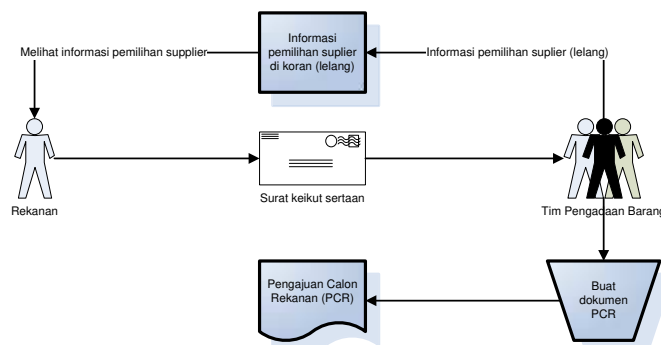 Informasi
pemilihan suplier
di koran (lelang)
Melihat informasi pemilihan supplier
Informasi pemilihan suplier (lelang)
Rekanan
Surat keikut sertaan
Tim Pengadaan Barang
Pengajuan Calon
Rekanan (PCR)
Buat
dokumen
PCR